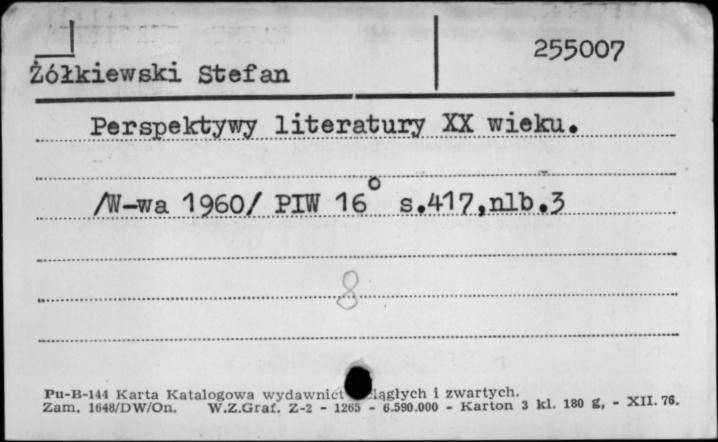 255007
Żółkiewski Stefan
Perspektywy literatury XX wieku.
/W-wa 1960/ PIW 16° s.417,nlb.3
8
Pu-B-144 Karta Katalogowa wydawnict i zwartych.
Zam. 1648/DW/On. W.Z.Graf. Z-2 - 1265 - 6.590.000 - Karton 3 kl. 180 g, - XII. 76.